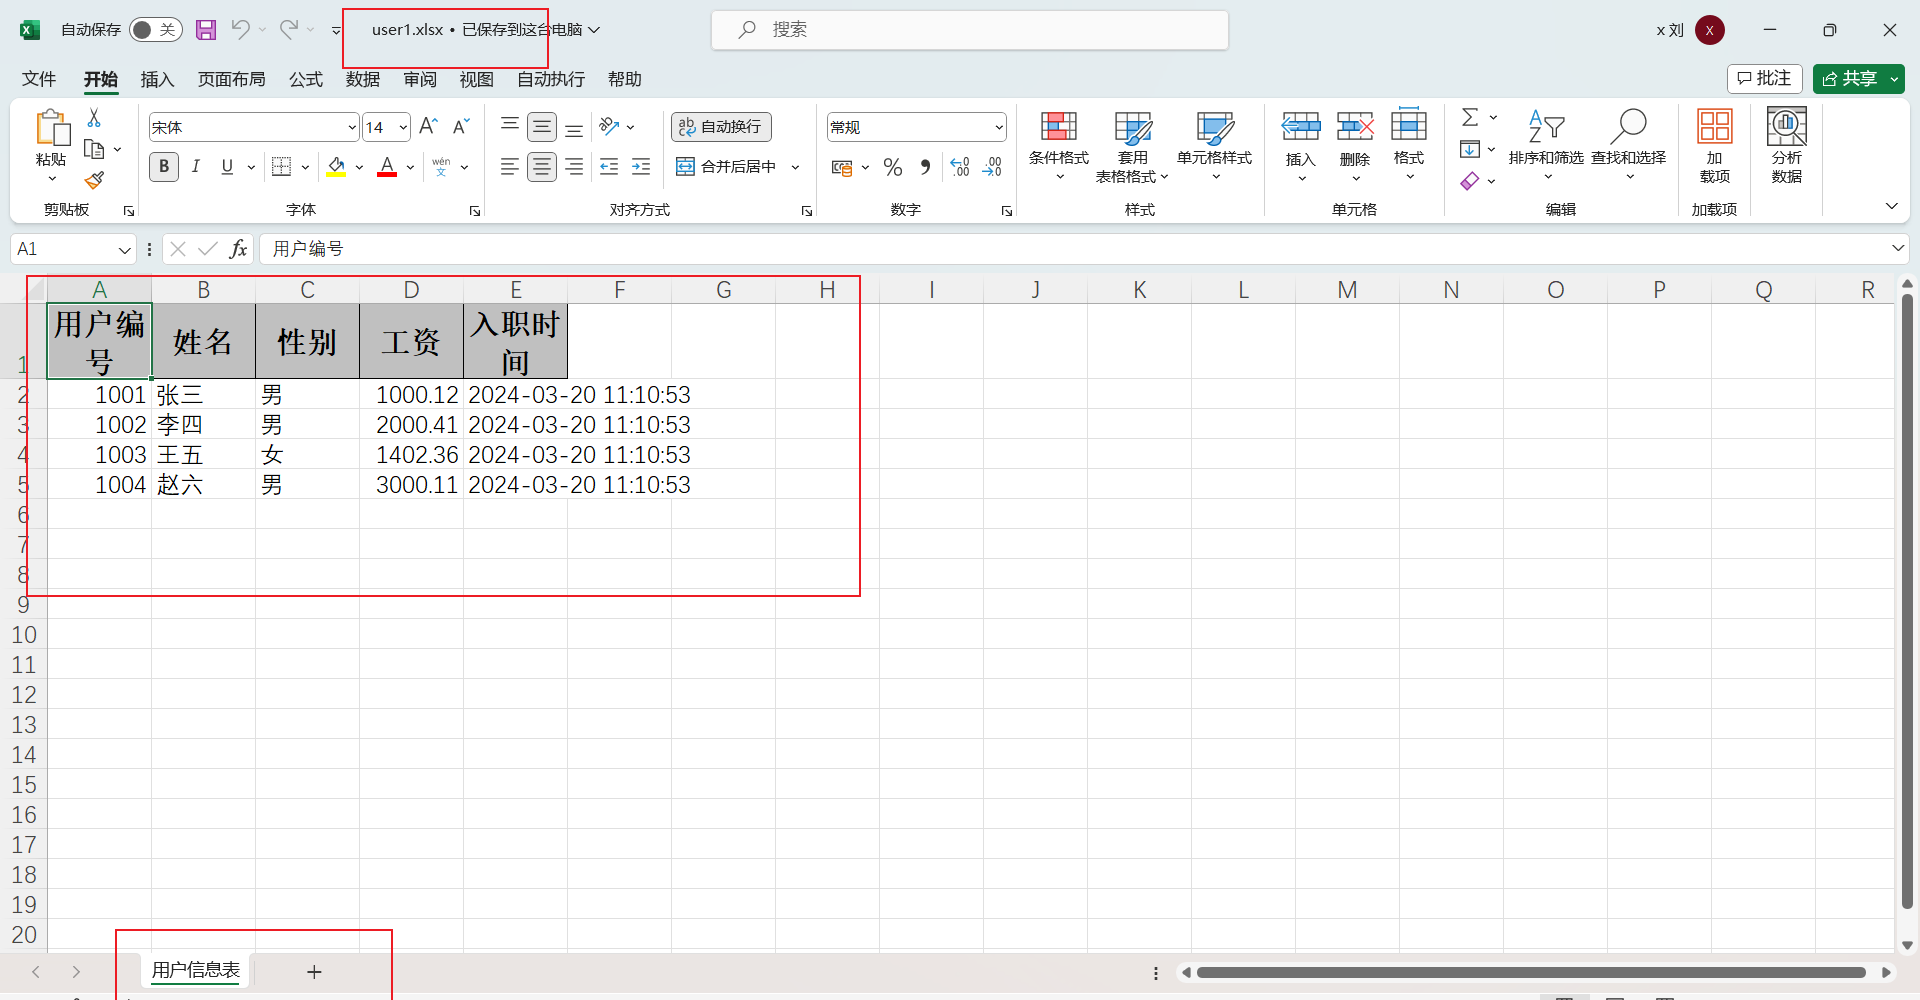 自动保存 关 user1.xlsx • 已保存到这台电脑 搜索 x 刘 X
文件 开始 插入 页面布局 公式 数据 审阅 视图 自动执行 帮助 批注 共享
宋体 14 自动换行 常规
粘贴 B I U A wén 文 合并后居中 % .00 条件格式 套用 表格格式 单元格样式 插入 删除 格式 排序和筛选 查找和选择 加 载项 分析 数据
剪贴板 字体 对齐方式 数字 样式 单元格 编辑 加载项
A1 fx 用户编号
A B C D E F G H I J K L M N O P Q R
1 用户编号 姓名 性别 工资 入职时间
2 1001 张三 男 1000.12 2024-03-20 11:10:53
3 1002 李四 男 2000.41 2024-03-20 11:10:53
4 1003 王五 女 1402.36 2024-03-20 11:10:53
5 1004 赵六 男 3000.11 2024-03-20 11:10:53
6
7
8
9
10
11
12
13
14
15
16
17
18
19
20
用户信息表 +